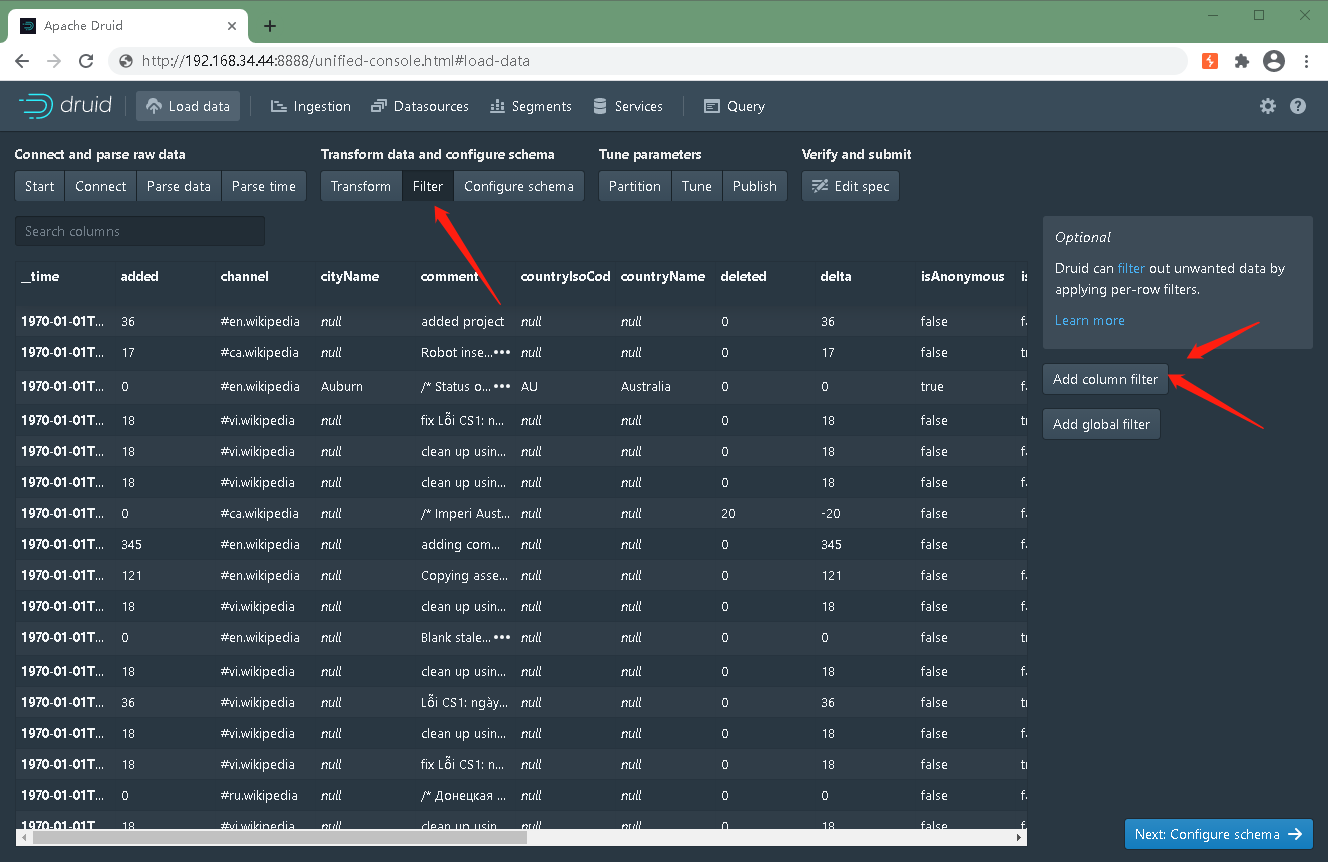 Apache Druid
http://192.168.34.44:8888/unified-console.html#load-data
druid Load data Ingestion Datasources Segments Services Query
Connect and parse raw data Transform data and configure schema Tune parameters Verify and submit
Start Connect Parse data Parse time Transform Filter Configure schema Partition Tune Publish Edit spec
Search columns
__time added channel cityName comment countryIsoCod countryName deleted delta isAnonymous is
1970-01-01T... 36 #en.wikipedia null added project null null 0 36 false fa
1970-01-01T... 17 #ca.wikipedia null Robot inse...••• null null 0 17 false tr
1970-01-01T... 0 #en.wikipedia Auburn /* Status o...••• AU Australia 0 0 true fa
1970-01-01T... 18 #vi.wikipedia null fix Lỗi CS1: n... null null 0 18 false tr
1970-01-01T... 18 #vi.wikipedia null clean up usin... null null 0 18 false fa
1970-01-01T... 18 #vi.wikipedia null clean up usin... null null 0 18 false fa
1970-01-01T... 0 #ca.wikipedia null /* Imperi Aust... null null 20 -20 false fa
1970-01-01T... 345 #en.wikipedia null adding com... null null 0 345 false fa
1970-01-01T... 121 #en.wikipedia null Copying asse... null null 0 121 false fa
1970-01-01T... 18 #vi.wikipedia null clean up usin... null null 0 18 false fa
1970-01-01T... 0 #en.wikipedia null Blank stale...••• null null 0 0 false tr
1970-01-01T... 18 #vi.wikipedia null clean up usin... null null 0 18 false fa
1970-01-01T... 36 #vi.wikipedia null Lỗi CS1: ngày... null null 0 36 false tr
1970-01-01T... 18 #vi.wikipedia null clean up usin... null null 0 18 false fa
1970-01-01T... 18 #vi.wikipedia null fix Lỗi CS1: n... null null 0 18 false tr
1970-01-01T... 0 #ru.wikipedia null /* Донецкая ... null null 0 0 false fa
1970-01-01T... 18 #vi.wikipedia null clean up usin... null null 0 18 false fa
Optional
Druid can filter out unwanted data by
applying per-row filters.
Learn more
Add column filter
Add global filter
Next: Configure schema